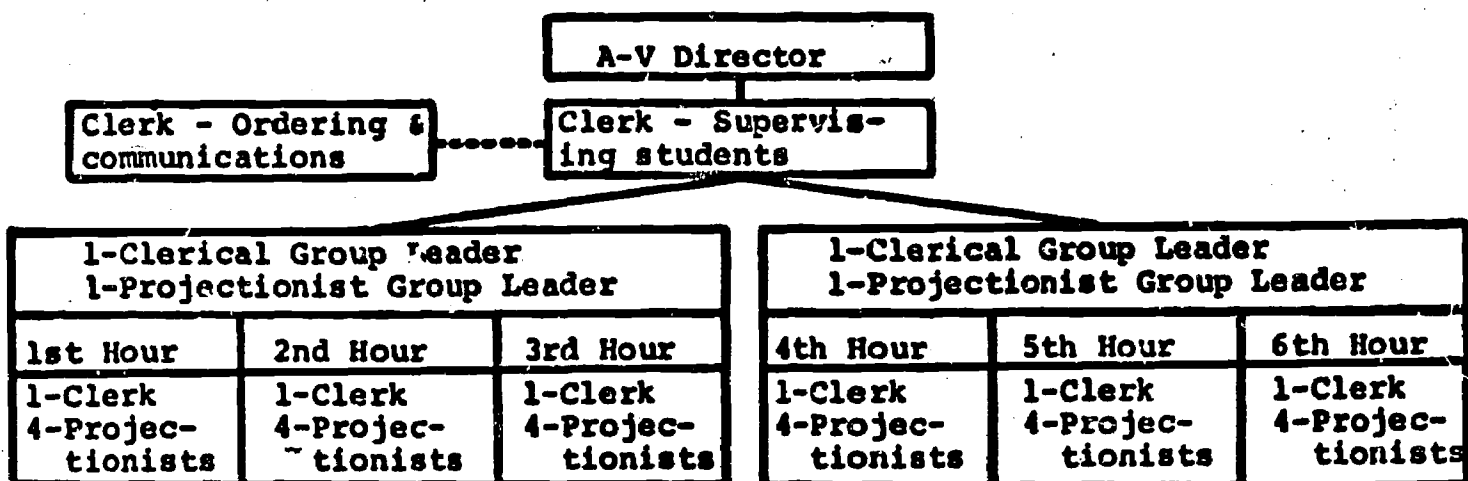 A-V Director
Clerk - Ordering &
communications
Clerk - Supervis-
ing students
1-Clerical Group Leader
1-Projectionist Group Leader
1st Hour
2nd Hour
3rd Hour
1-Clerk
4-Projec-
tionists
1-Clerk
4-Projec-
tionists
1-Clerk
4-Projec-
tionists
1-Clerical Group Leader
1-Projectionist Group Leader
4th Hour
5th Hour
6th Hour
1-Clerk
4-Projec-
tionists
1-Clerk
4-Projec-
tionists
1-Clerk
4-Projec-
tionists